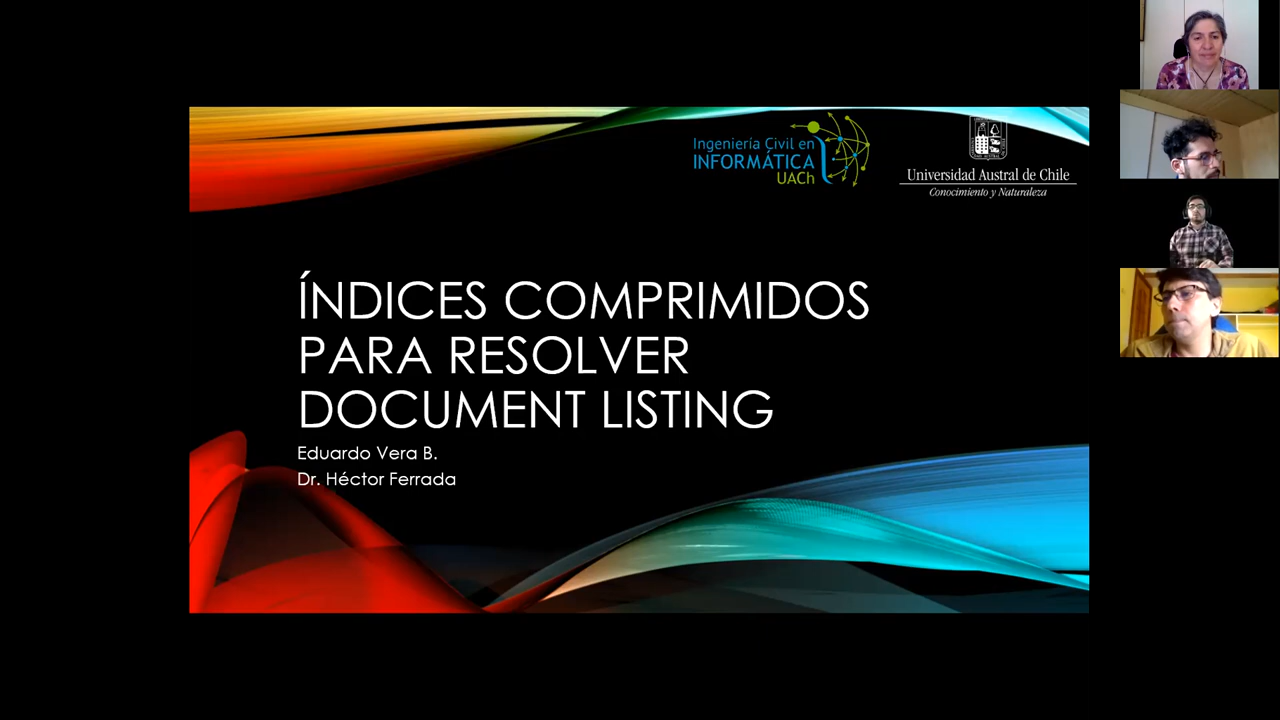 Ingeniería Civil en
INFORMÁTICA
UACh
Universidad Austral de Chile
Conocimiento y Naturaleza
ÍNDICES COMPRIMIDOS
PARA RESOLVER
DOCUMENT LISTING
Eduardo Vera B.
Dr. Héctor Ferrada